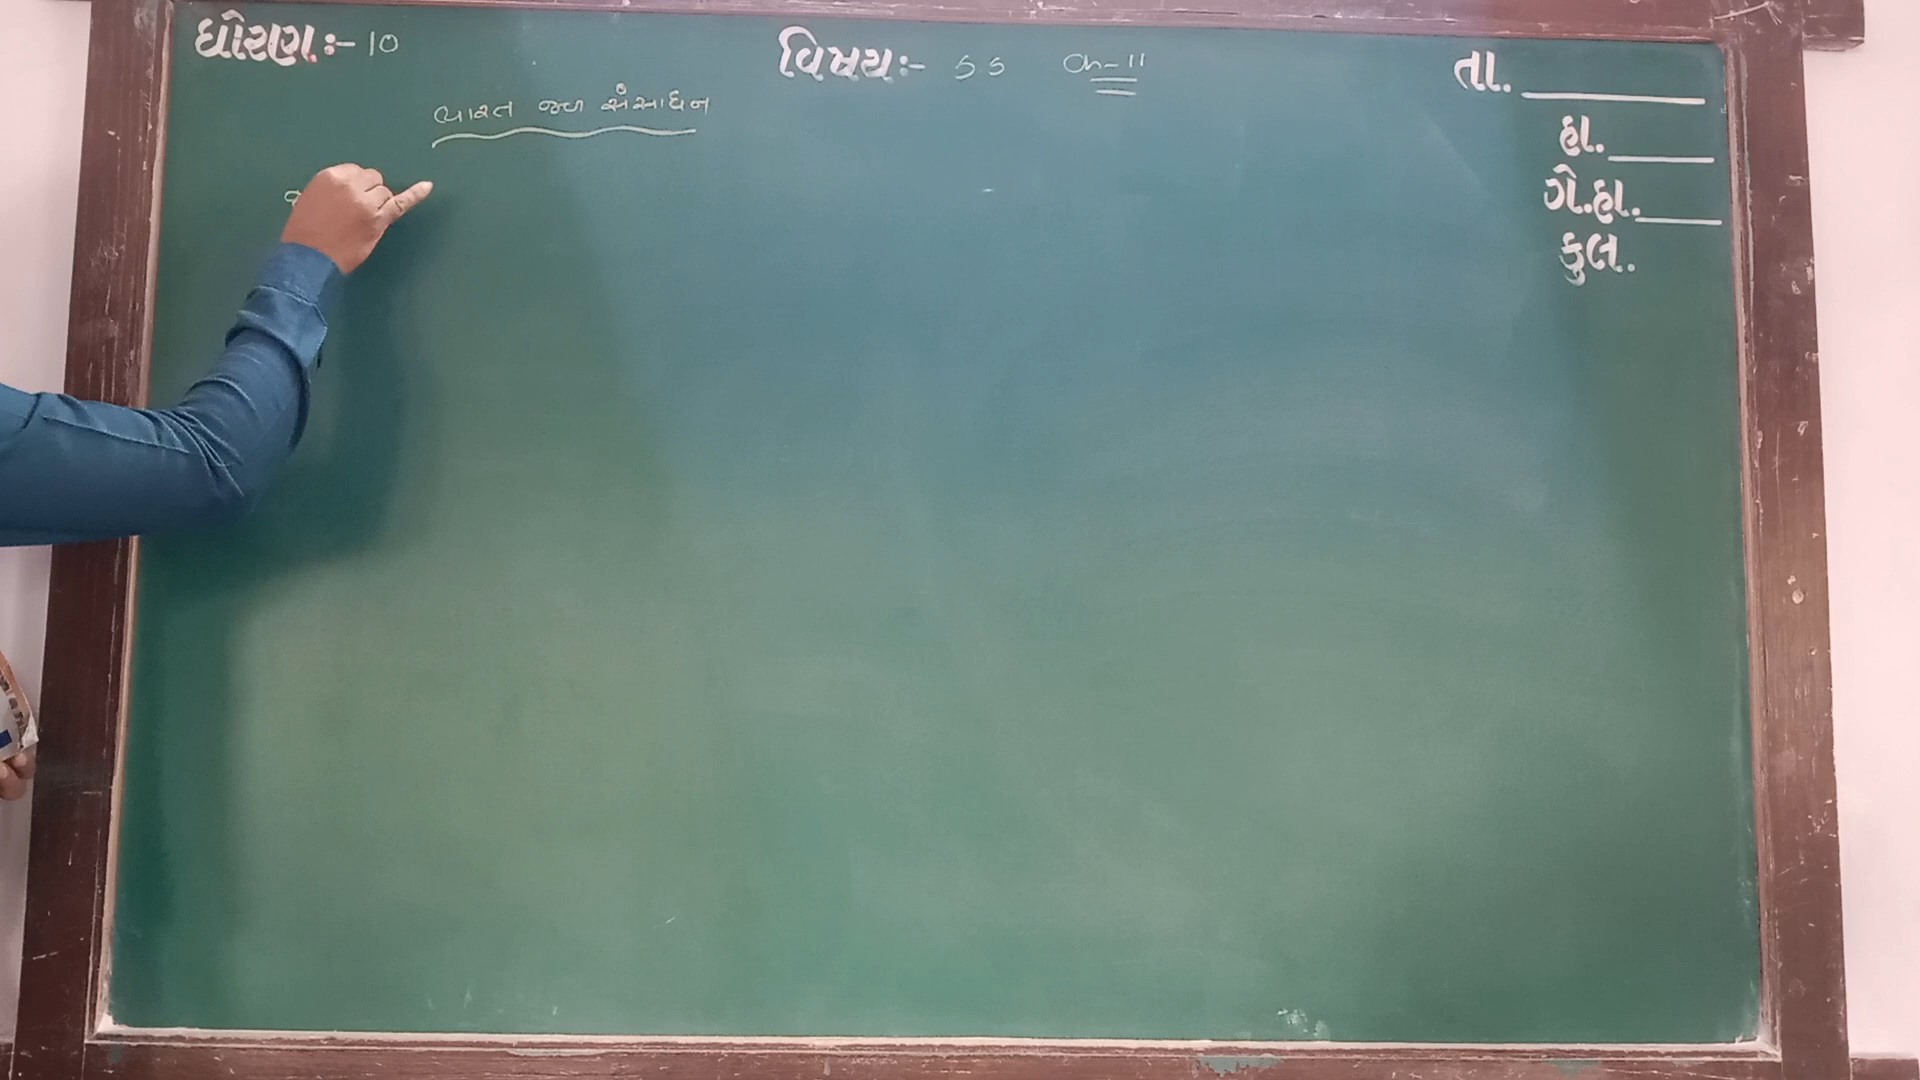 ધોરણ:- 10
વિષય:- SS Ch-11
તા.
ભારત જળ સંસાધન
હા.
ગે.હા.
કુલ.